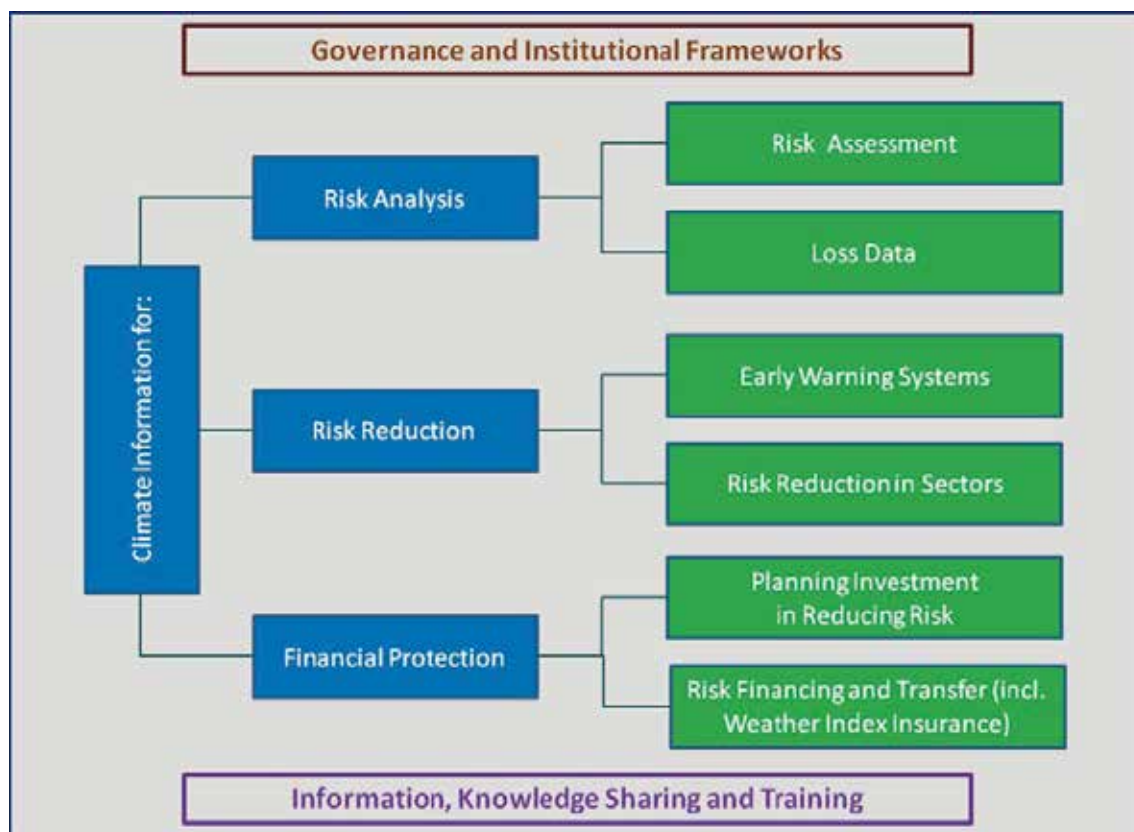 Governance and Institutional Frameworks
Climate Information for:
Risk Analysis
Risk Assessment
Loss Data
Risk Reduction
Early Warning Systems
Risk Reduction in Sectors
Financial Protection
Planning Investment
in Reducing Risk
Risk Financing and Transfer (incl.
Weather Index Insurance)
Information, Knowledge Sharing and Training